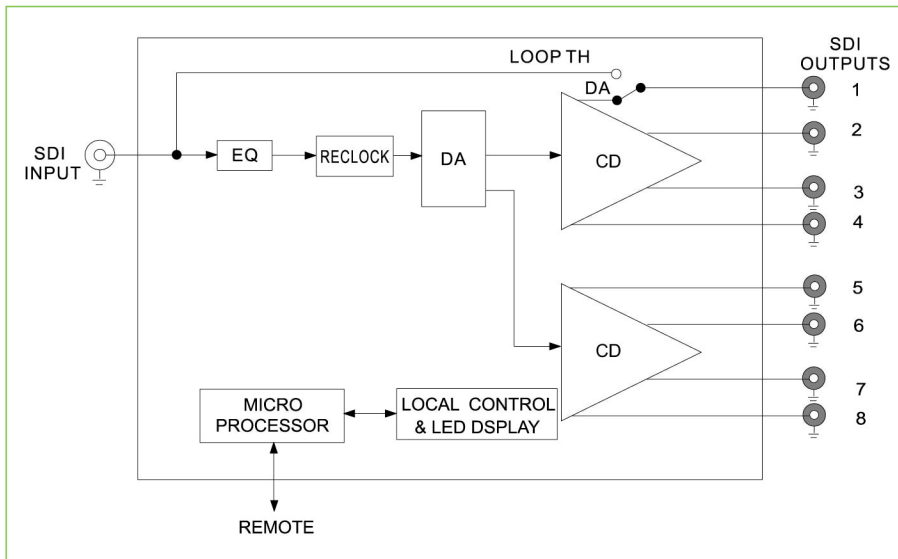 LOOP TH
SDI
OUTPUTS
DA
1
2
SDI
INPUT
EQ
RECLOCK
DA
CD
3
4
5
6
CD
7
8
MICRO
PROCESSOR
LOCAL CONTROL
& LED DSPLAY
REMOTE